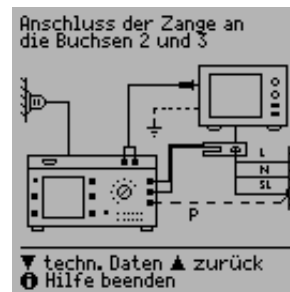 Anschluss der Zange an
die Buchsen 2 und 3
L
N
SL
P
▼ techn. Daten ▲ zurück
Hilfe beenden